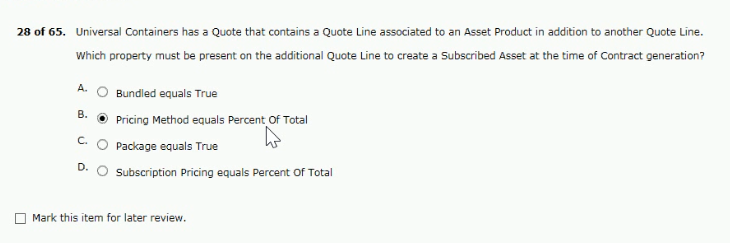 28 of 65. Universal Containers has a Quote that contains a Quote Line associated to an Asset Product in addition to another Quote Line.
Which property must be present on the additional Quote Line to create a Subscribed Asset at the time of Contract generation?
A. Bundled equals True
B. Pricing Method equals Percent Of Total
C. Package equals True
D. Subscription Pricing equals Percent Of Total
Mark this item for later review.